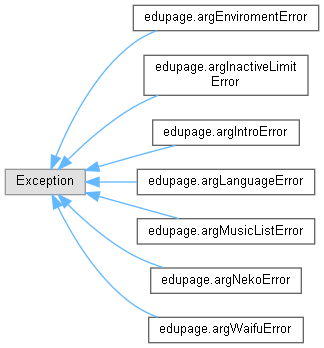 edupage.argEnviromentError
edupage.argInactiveLimit
Error
edupage.argIntroError
Exception
edupage.argLanguageError
edupage.argMusicListError
edupage.argNekoError
edupage.argWaifuError